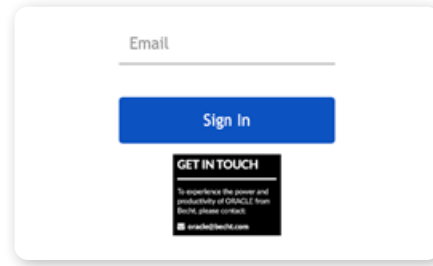 Email
Sign In
GET IN TOUCH
To experience the power and
productivity of ORACLE from
Becht, please contact:
oracle@becht.com